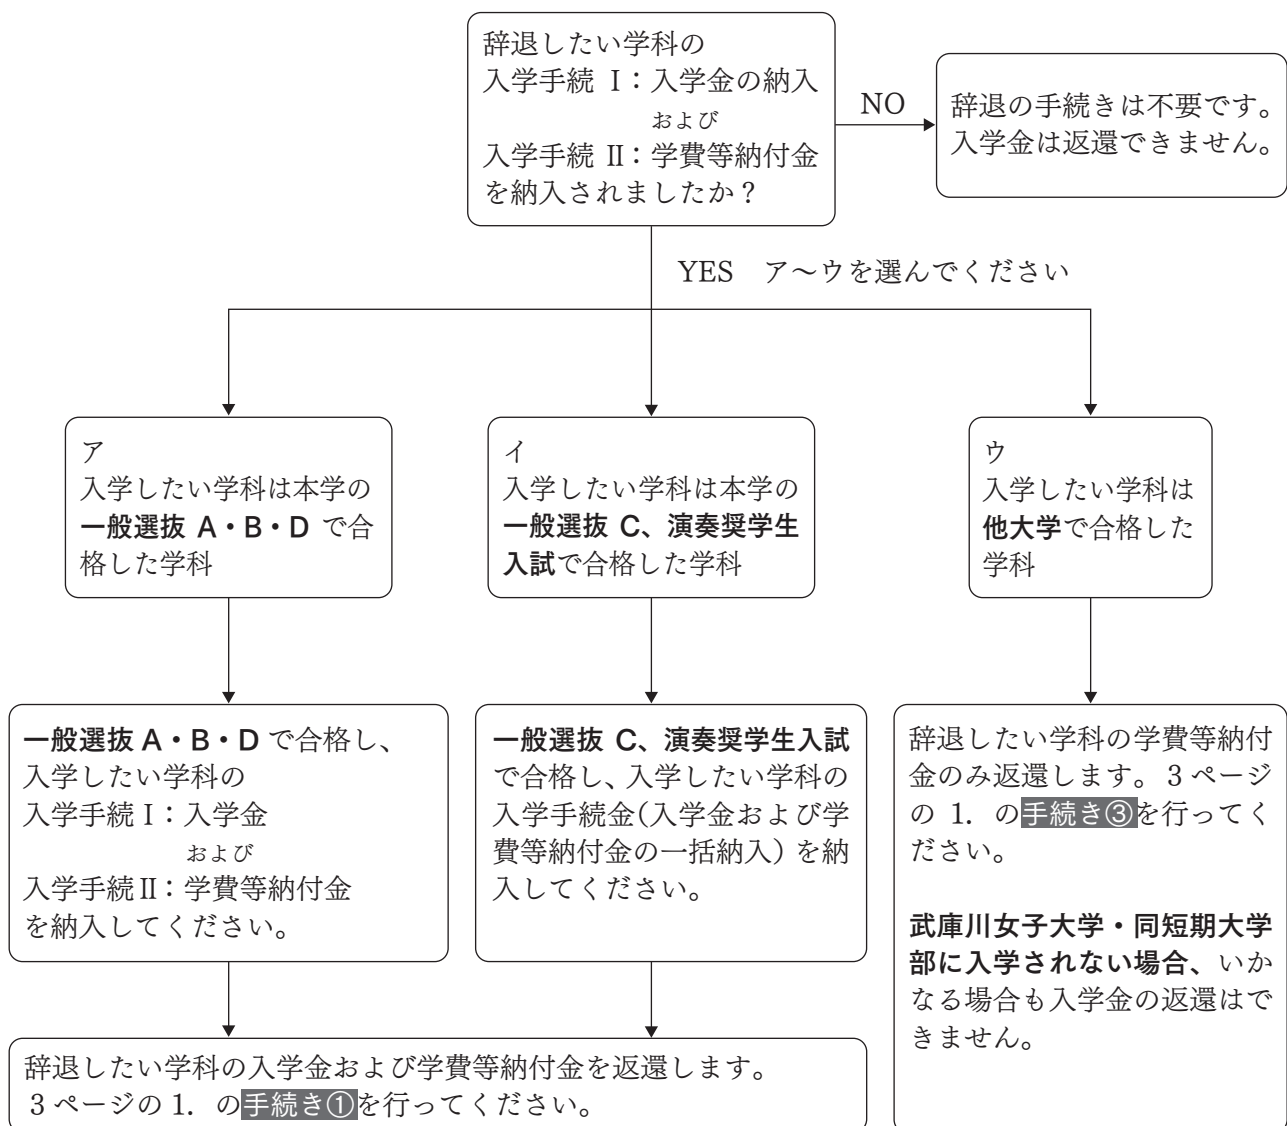 辞退したい学科の
入学手続 Ⅰ：入学金の納入
および
入学手続 Ⅱ：学費等納付金
を納入されましたか？
NO
辞退の手続きは不要です。
入学金は返還できません。
YES　ア～ウを選んでください
ア
入学したい学科は本学の
一般選抜 A・B・D で合
格した学科
イ
入学したい学科は本学の
一般選抜 C、演奏奨学生
入試で合格した学科
ウ
入学したい学科は
他大学で合格した
学科
一般選抜 A・B・D で合格し、
入学したい学科の
入学手続Ⅰ：入学金
および
入学手続Ⅱ：学費等納付金
を納入してください。
一般選抜 C、演奏奨学生入試
で合格し、入学したい学科の
入学手続金（入学金および学
費等納付金の一括納入）を納
入してください。
辞退したい学科の学費等納付
金のみ返還します。3 ページ
の 1．の手続き③を行ってく
ださい。
武庫川女子大学・同短期大学
部に入学されない場合、いか
なる場合も入学金の返還はで
きません。
辞退したい学科の入学金および学費等納付金を返還します。
3 ページの 1．の手続き①を行ってください。